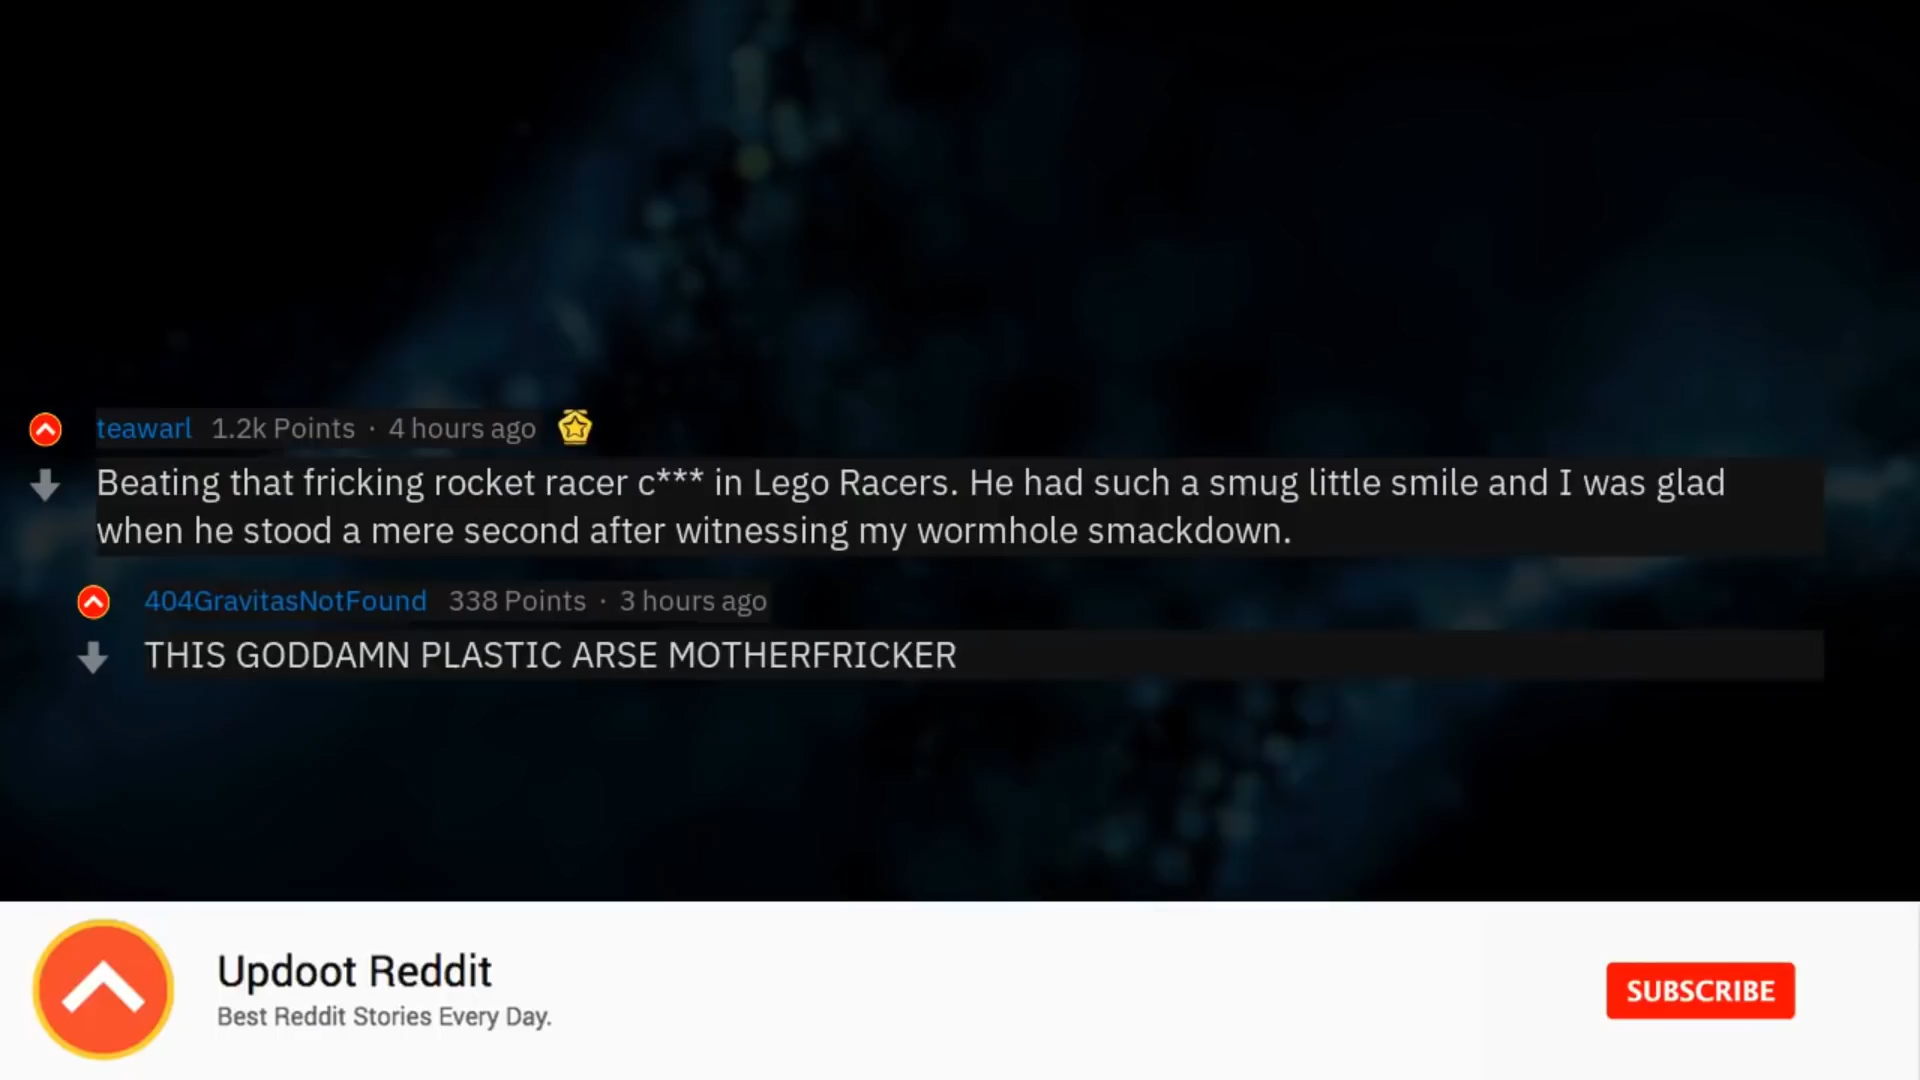 teawarl 1.2k Points · 4 hours ago
Beating that fricking rocket racer c*** in Lego Racers. He had such a smug little smile and I was glad
when he stood a mere second after witnessing my wormhole smackdown.
404GravitasNotFound 338 Points · 3 hours ago
THIS GODDAMN PLASTIC ARSE MOTHERFRICKER
Updoot Reddit
Best Reddit Stories Every Day.
SUBSCRIBE